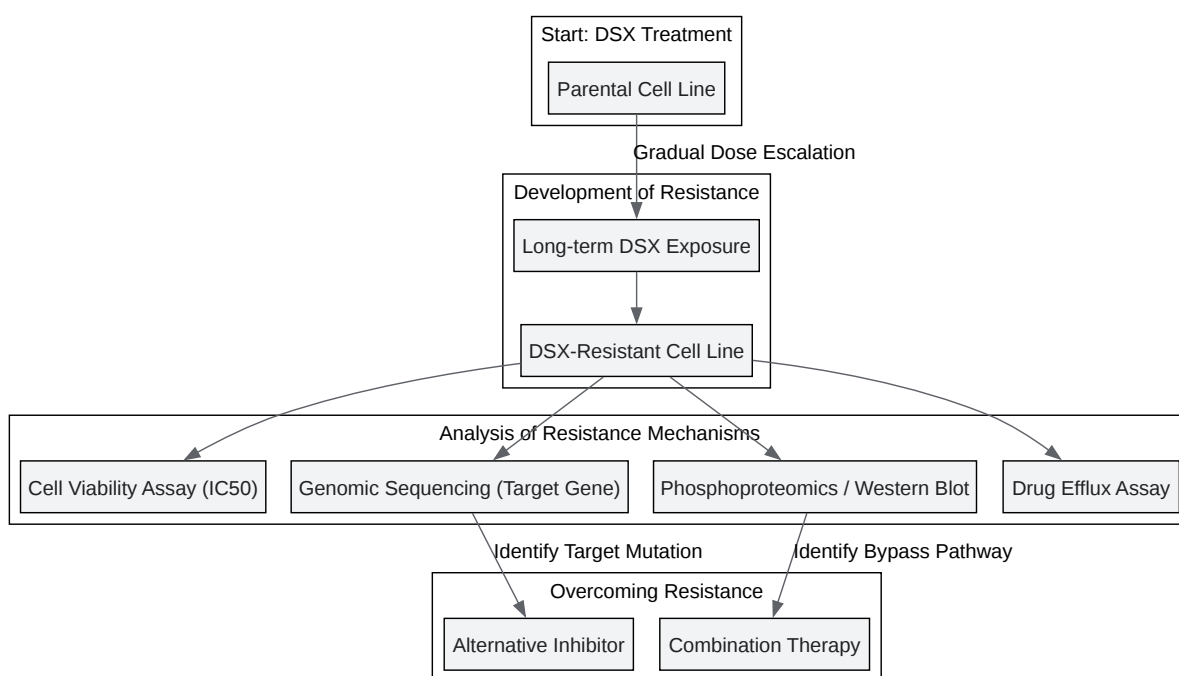 Start: DSX Treatment
Parental Cell Line
Gradual Dose Escalation
Development of Resistance
Long-term DSX Exposure
DSX-Resistant Cell Line
Analysis of Resistance Mechanisms
Cell Viability Assay (IC50)
Genomic Sequencing (Target Gene)
Phosphoproteomics / Western Blot
Drug Efflux Assay
Identify Target Mutation
Identify Bypass Pathway
Overcoming Resistance
Alternative Inhibitor
Combination Therapy